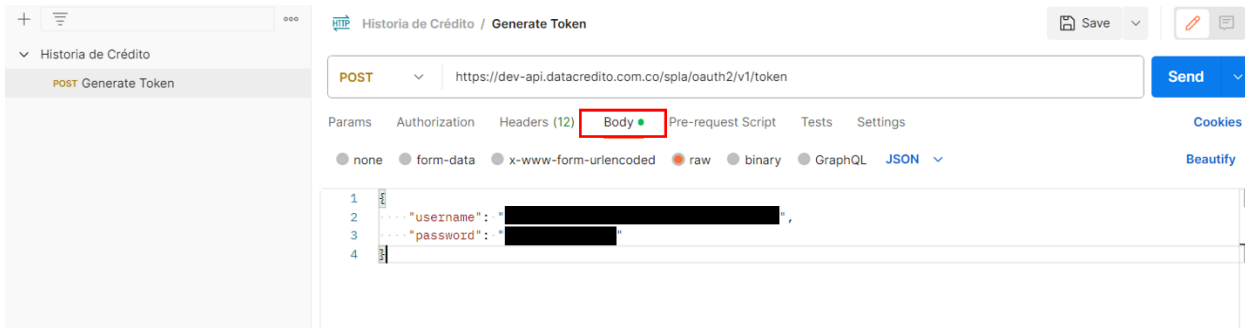 Historia de Crédito / Generate Token
Save
Historia de Crédito
POST Generate Token
POST https://dev-api.datacredito.com.co/spla/oauth2/v1/token Send
Params Authorization Headers (12) Body Pre-request Script Tests Settings Cookies
none form-data x-www-form-urlencoded raw binary GraphQL JSON Beautify
1 {
2 "username": "",
3 "password": ""
4 }